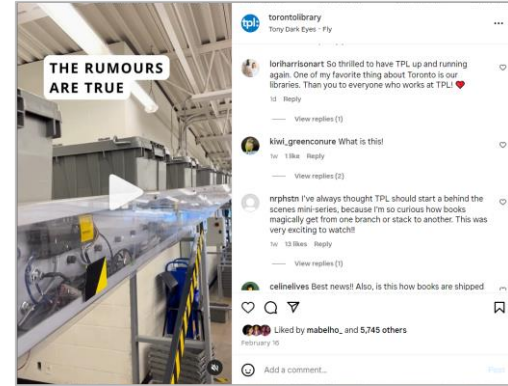 THE RUMOURS
ARE TRUE
tpl:
torontolibrary
Tony Dark Eyes • Fly
loriharrisonart So thrilled to have TPL up and running
again. One of my favorite thing about Toronto is our
libraries. Than you to everyone who works at TPL! ❤️
1d Reply
View replies (1)
kiwi_greenconure What is this!
1w 1 like Reply
View replies (2)
nrphstn I've always thought TPL should start a behind the
scenes mini-series, because I'm so curious how books
magically get from one branch or stack to another. This was
very exciting to watch!!
1w 13 likes Reply
View replies (1)
celinelives Best news!! Also, is this how books are shipped
Liked by mabelho_ and 5,745 others
February 16
Add a comment...
Post